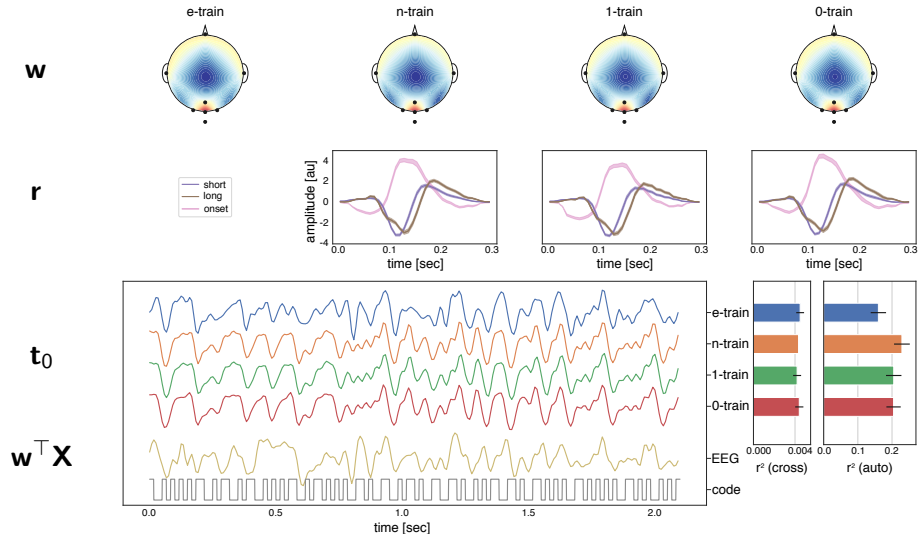 e-train n-train 1-train 0-train
w
r
short
long
onset
amplitude [au]
4
2
0
-2
-4
0.0 0.1 0.2 0.3 0.0 0.1 0.2 0.3 0.0 0.1 0.2 0.3
time [sec] time [sec] time [sec]
t₀
e-train
n-train
1-train
0-train
w⊤X
EEG
code
0.0 0.5 1.0 1.5 2.0
time [sec]
0.000 0.004 0.0 0.1 0.2
r² (cross) r² (auto)